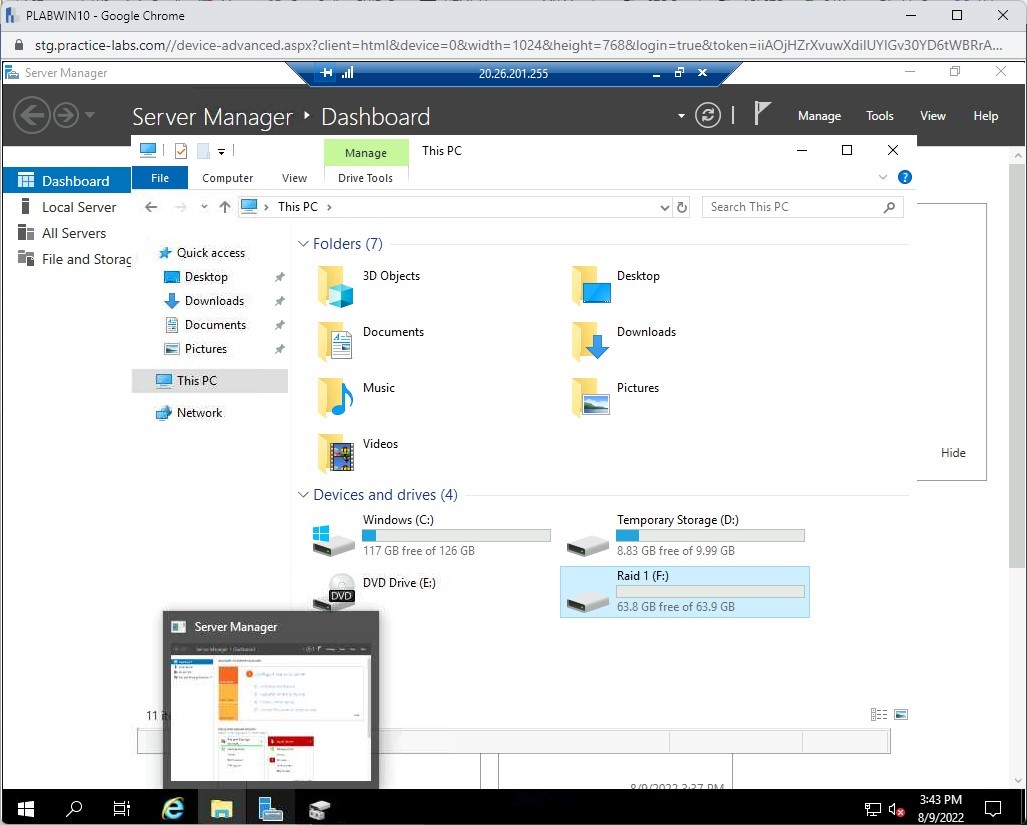 PLABWIN10 - Google Chrome
stg.practice-labs.com//device-advanced.aspx?client=html&device=0&width=1024&height=768&login=true&token=iiAOjHZrXvuwXdiIUYIGv30YD6tWBRrA...
Server Manager
20.26.201.255
Server Manager Dashboard
Manage Tools View Help
Manage This PC
File Computer View Drive Tools
This PC
Search This PC
Dashboard
Local Server
All Servers
File and Storag
Quick access
Desktop
Downloads
Documents
Pictures
This PC
Network
Folders (7)
3D Objects
Desktop
Documents
Downloads
Music
Pictures
Videos
Hide
Devices and drives (4)
Windows (C:)
117 GB free of 126 GB
Temporary Storage (D:)
8.83 GB free of 9.99 GB
DVD Drive (E:)
DVD
Raid 1 (F:)
63.8 GB free of 63.9 GB
Server Manager
11 it
8/9/2022 3:37 PM
3:43 PM
8/9/2022